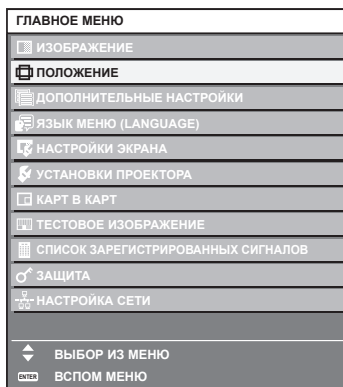 ГЛАВНОЕ МЕНЮ
ИЗОБРАЖЕНИЕ
ПОЛОЖЕНИЕ
ДОПОЛНИТЕЛЬНЫЕ НАСТРОЙКИ
ЯЗЫК МЕНЮ (LANGUAGE)
НАСТРОЙКИ ЭКРАНА
УСТАНОВКИ ПРОЕКТОРА
КАРТ В КАРТ
ТЕСТОВОЕ ИЗОБРАЖЕНИЕ
СПИСОК ЗАРЕГИСТРИРОВАННЫХ СИГНАЛОВ
ЗАЩИТА
НАСТРОЙКА СЕТИ
ВЫБОР ИЗ МЕНЮ
ENTER ВСПОМ МЕНЮ